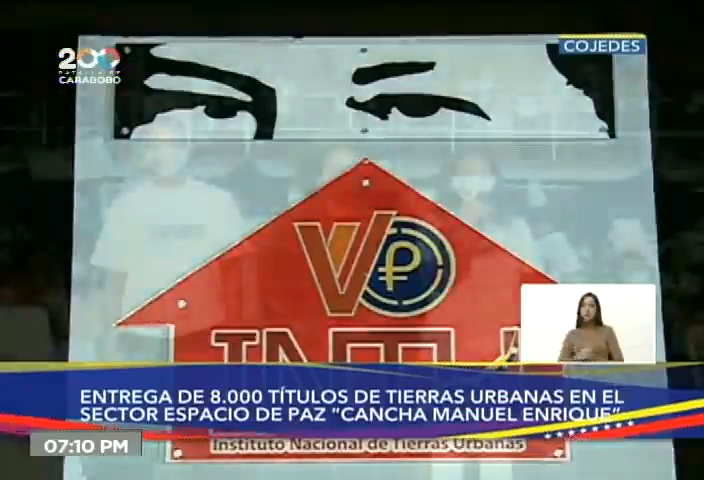 200
BATALLA DE
CARABOBO
COJEDES
INTU
ENTREGA DE 8.000 TÍTULOS DE TIERRAS URBANAS EN EL
SECTOR ESPACIO DE PAZ "CANCHA MANUEL ENRIQUE"
Instituto Nacional de Tierras Urbanas
07:10 PM